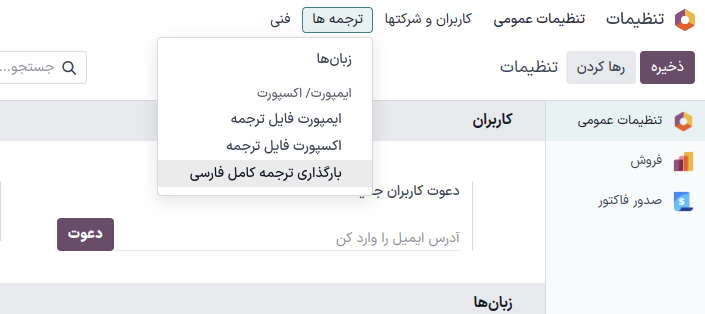 تنظیمات تنظیمات عمومی کاربران و شرکتها ترجمه ها فنی
ذخیره رها کردن تنظیمات جستجو...
زبان‌ها
ایمپورت/ اکسپورت
ایمپورت فایل ترجمه
اکسپورت فایل ترجمه
بارگذاری ترجمه کامل فارسی
تنظیمات عمومی
فروش
صدور فاکتور
کاربران
دعوت کاربران
آدرس ایمیل را وارد کن
دعوت
زبان‌ها